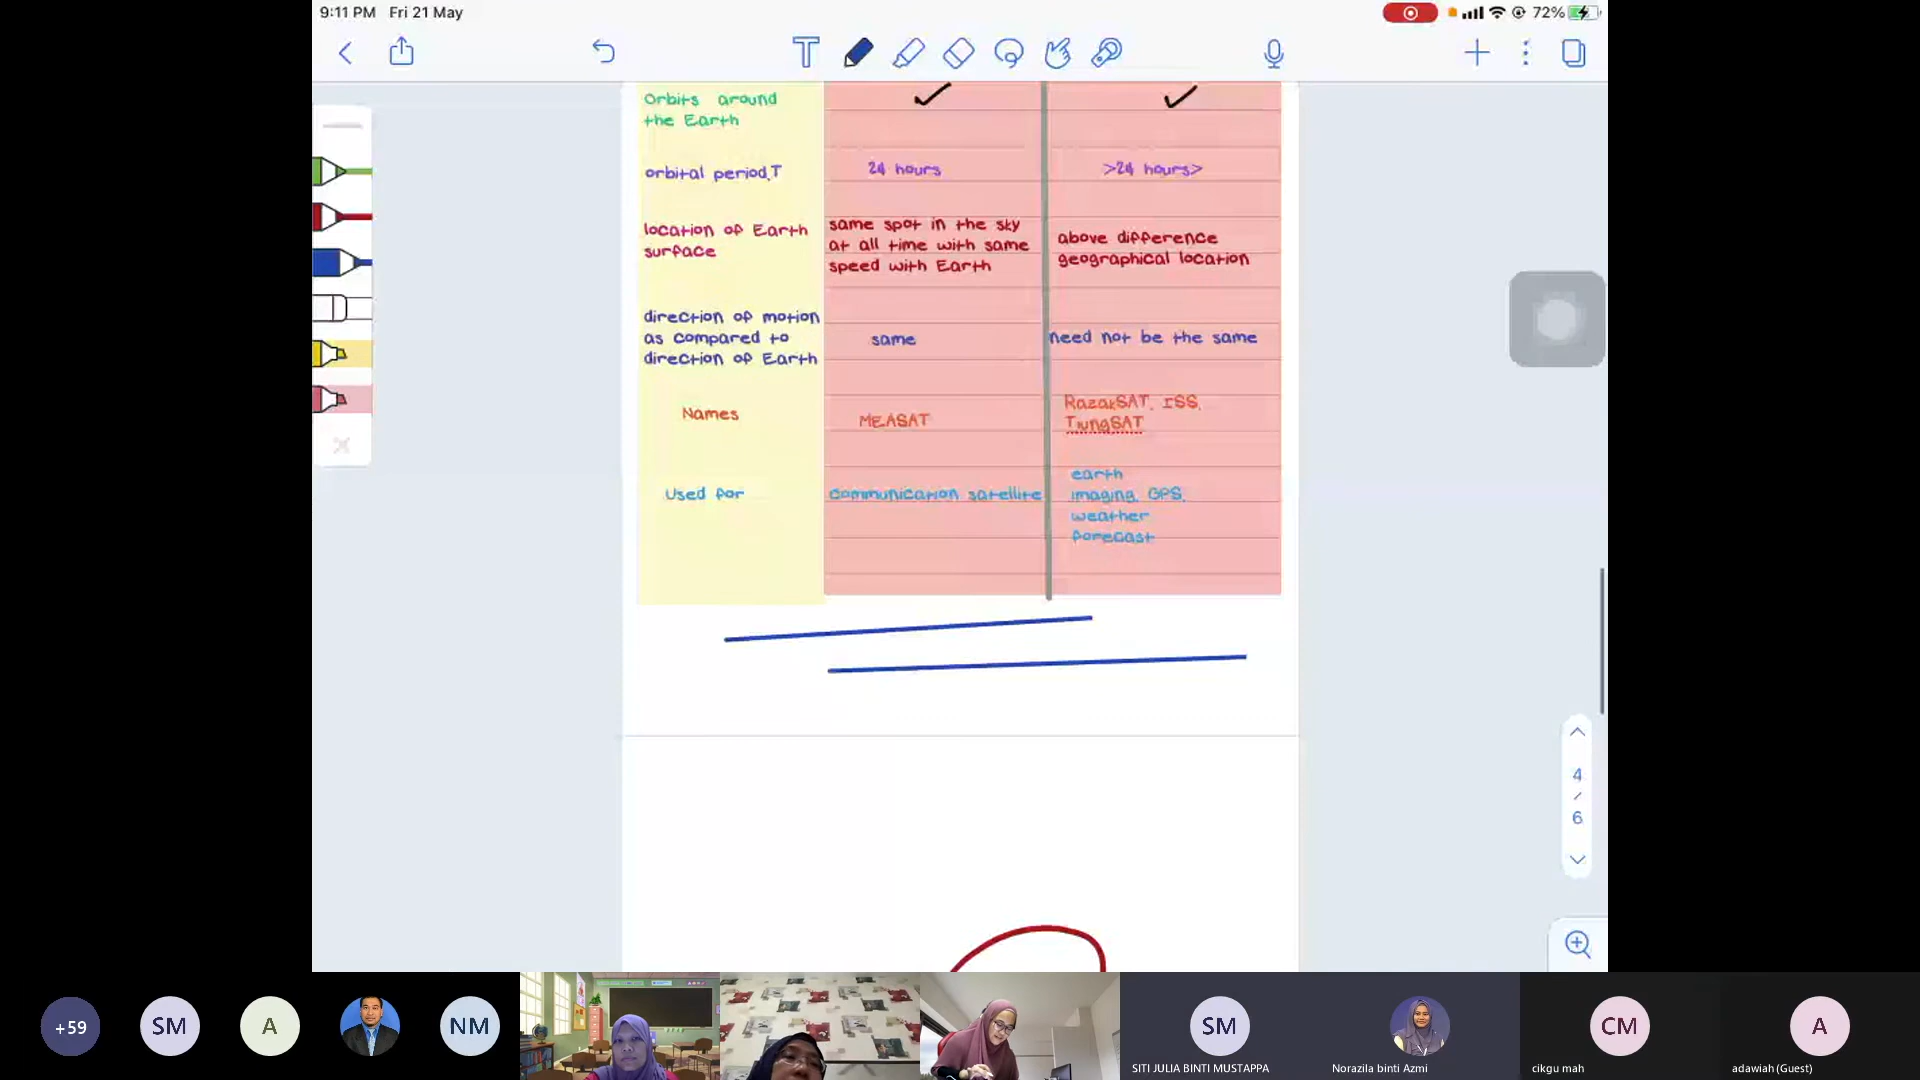 9:11 PM Fri 21 May
72%
T
Orbits around
the Earth
orbital period,T
24 hours
>24 hours>
location of Earth
surface
same spot in the sky
at all time with same
speed with Earth
above difference
geographical location
direction of motion
as compared to
direction of Earth
same
need not be the same
Names
MEASAT
RazakSAT, ISS,
TiungSAT
Used for
communication satellite
earth
imaging, GPS,
weather
forecast
4
/
6
+59
SM
A
NM
SM
SITI JULIA BINTI MUSTAPPA
Norazila binti Azmi
CM
cikgu mah
A
adawiah (Guest)